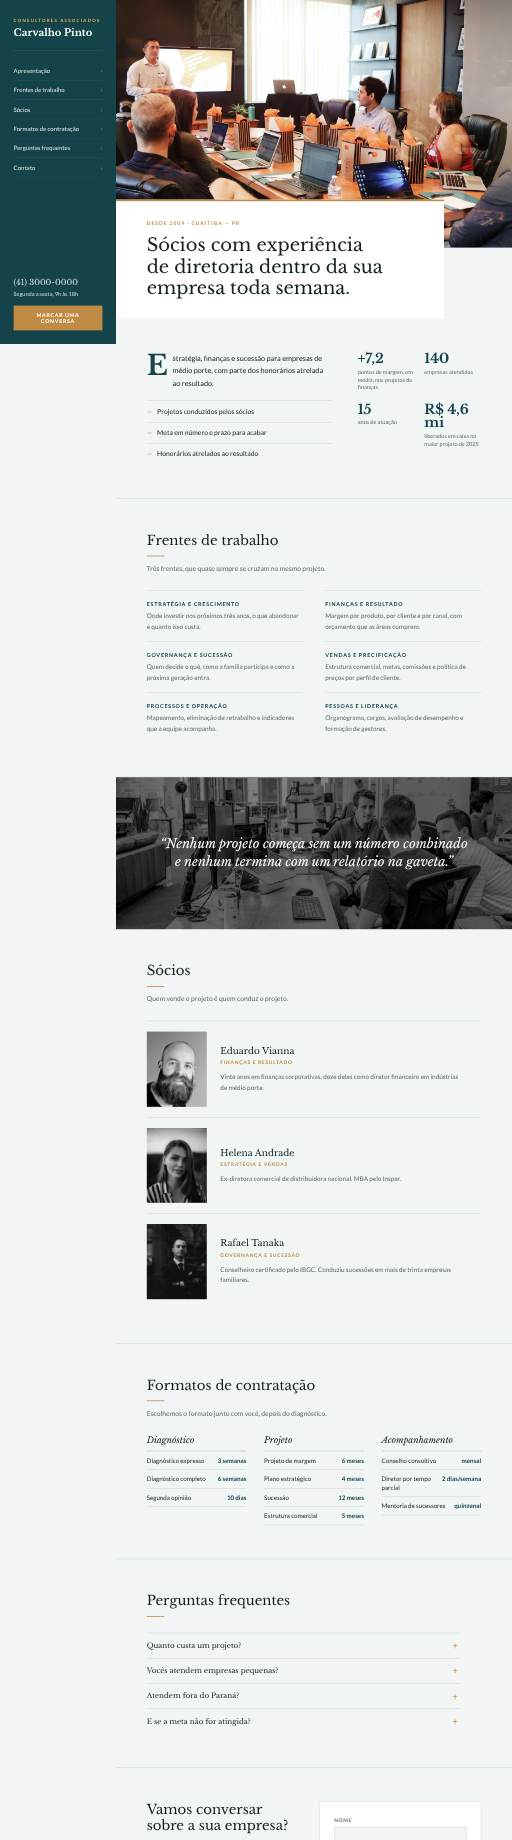 CONSULTORES ASSOCIADOS
Carvalho Pinto
Apresentação
Frentes de trabalho
Sócios
Formatos de contratação
Perguntas frequentes
Contato
(41) 3000-0000
Segunda a sexta, 9h às 18h
MARCAR UMA
CONVERSA
DESDE 2009 · CURITIBA — PR
Sócios com experiência
de diretoria dentro da sua
empresa toda semana.
Estratégia, finanças e sucessão para empresas de
médio porte, com parte dos honorários atrelada
ao resultado.
— Projetos conduzidos pelos sócios
— Meta em número e prazo para acabar
— Honorários atrelados ao resultado
+7,2
pontos de margem, em
média, nos projetos de
finanças
140
empresas atendidas
15
anos de atuação
R$ 4,6
mi
liberados em caixa no
maior projeto de 2025
Frentes de trabalho
Três frentes, que quase sempre se cruzam no mesmo projeto.
ESTRATÉGIA E CRESCIMENTO
Onde investir nos próximos três anos, o que abandonar
e quanto isso custa.
FINANÇAS E RESULTADO
Margem por produto, por cliente e por canal, com
orçamento que as áreas cumprem.
GOVERNANÇA E SUCESSÃO
Quem decide o quê, como a família participa e como a
próxima geração entra.
VENDAS E PRECIFICAÇÃO
Estrutura comercial, metas, comissões e política de
preços por perfil de cliente.
PROCESSOS E OPERAÇÃO
Mapeamento, eliminação de retrabalho e indicadores
que a equipe acompanha.
PESSOAS E LIDERANÇA
Organograma, cargos, avaliação de desempenho e
formação de gestores.
“Nenhum projeto começa sem um número combinado
e nenhum termina com um relatório na gaveta.”
Sócios
Quem vende o projeto é quem conduz o projeto.
Eduardo Vianna
FINANÇAS E RESULTADO
Vinte anos em finanças corporativas, doze deles como diretor financeiro em indústrias
de médio porte.
Helena Andrade
ESTRATÉGIA E VENDAS
Ex-diretora comercial de distribuidora nacional. MBA pelo Insper.
Rafael Tanaka
GOVERNANÇA E SUCESSÃO
Conselheiro certificado pelo IBGC. Conduziu sucessões em mais de trinta empresas
familiares.
Formatos de contratação
Escolhemos o formato junto com você, depois do diagnóstico.
Diagnóstico
Diagnóstico expresso 3 semanas
Diagnóstico completo 6 semanas
Segunda opinião 10 dias
Projeto
Projeto de margem 6 meses
Plano estratégico 4 meses
Sucessão 12 meses
Estrutura comercial 5 meses
Acompanhamento
Conselho consultivo mensal
Diretor por tempo 2 dias/semana
parcial
Mentoria de sucessores quinzenal
Perguntas frequentes
Quanto custa um projeto? +
Vocês atendem empresas pequenas? +
Atendem fora do Paraná? +
E se a meta não for atingida? +
Vamos conversar
sobre a sua empresa?
NOME